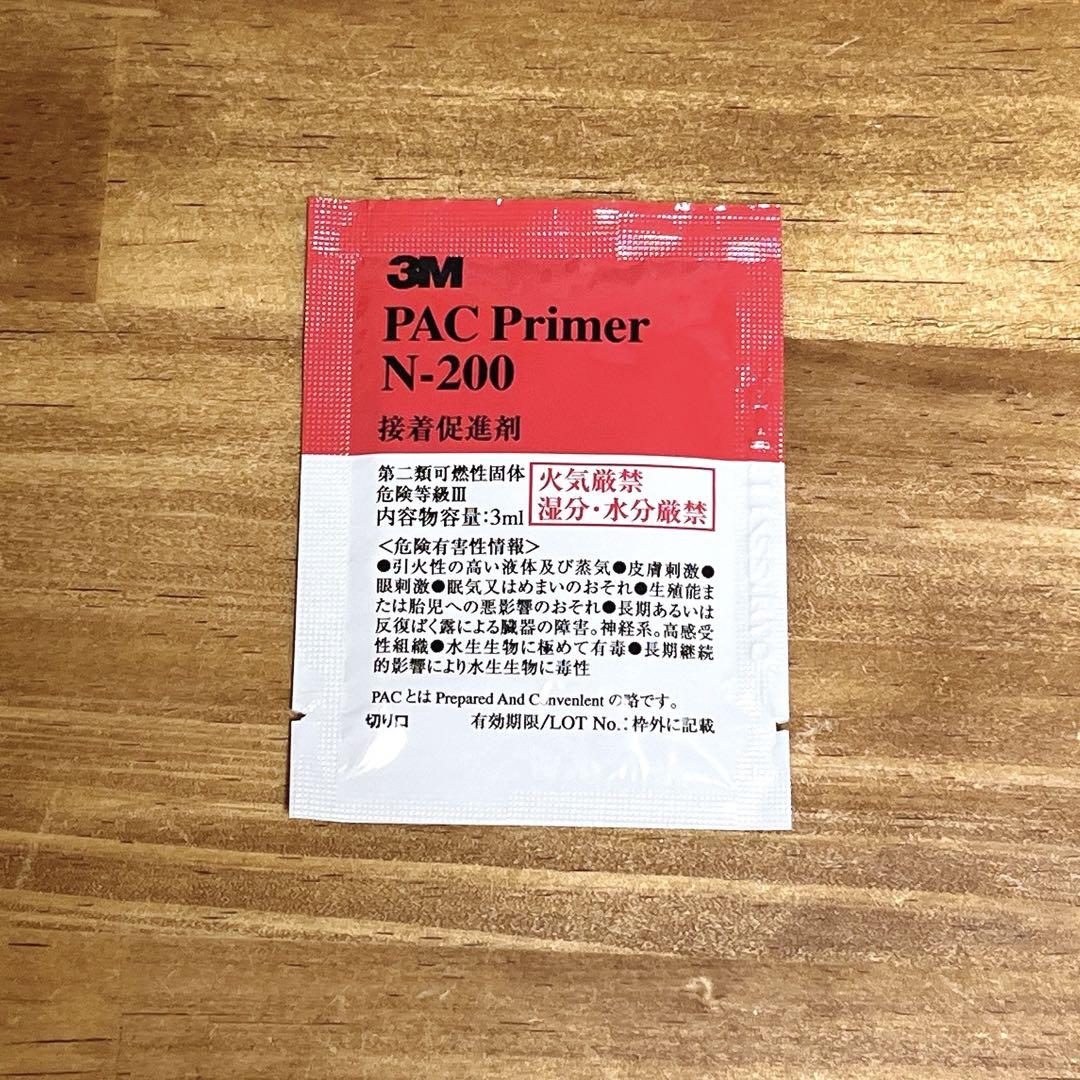 3M
PAC Primer
N-200
接着促進剤
第二類可燃性固体
危険等級Ⅲ
内容物容量:3ml
火気厳禁
湿分・水分厳禁
<危険有害性情報>
●引火性の高い液体及び蒸気●皮膚刺激●
眼刺激●眠気又はめまいのおそれ●生殖能ま
たは胎児への悪影響のおそれ●長期あるいは
反復ばく露による臓器の障害。神経系。高感受
性組織●水生生物に極めて有毒●長期継続
的影響により水生生物に毒性
PACとは Prepared And の略です。
切り口
有効期限/LOT No.:枠外に記載